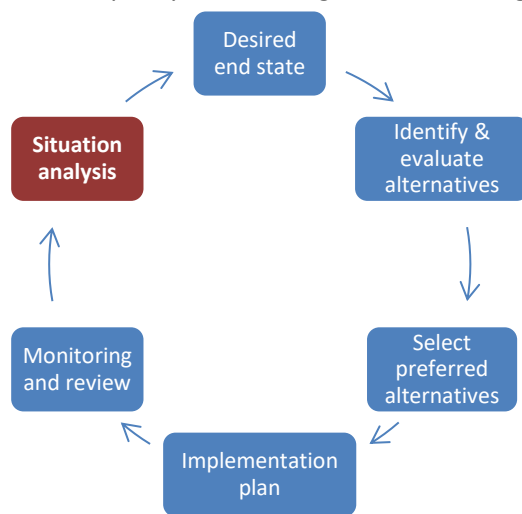 Desired
end state
Identify &
evaluate
alternatives
Select
preferred
alternatives
Implementation
plan
Monitoring
and review
Situation
analysis